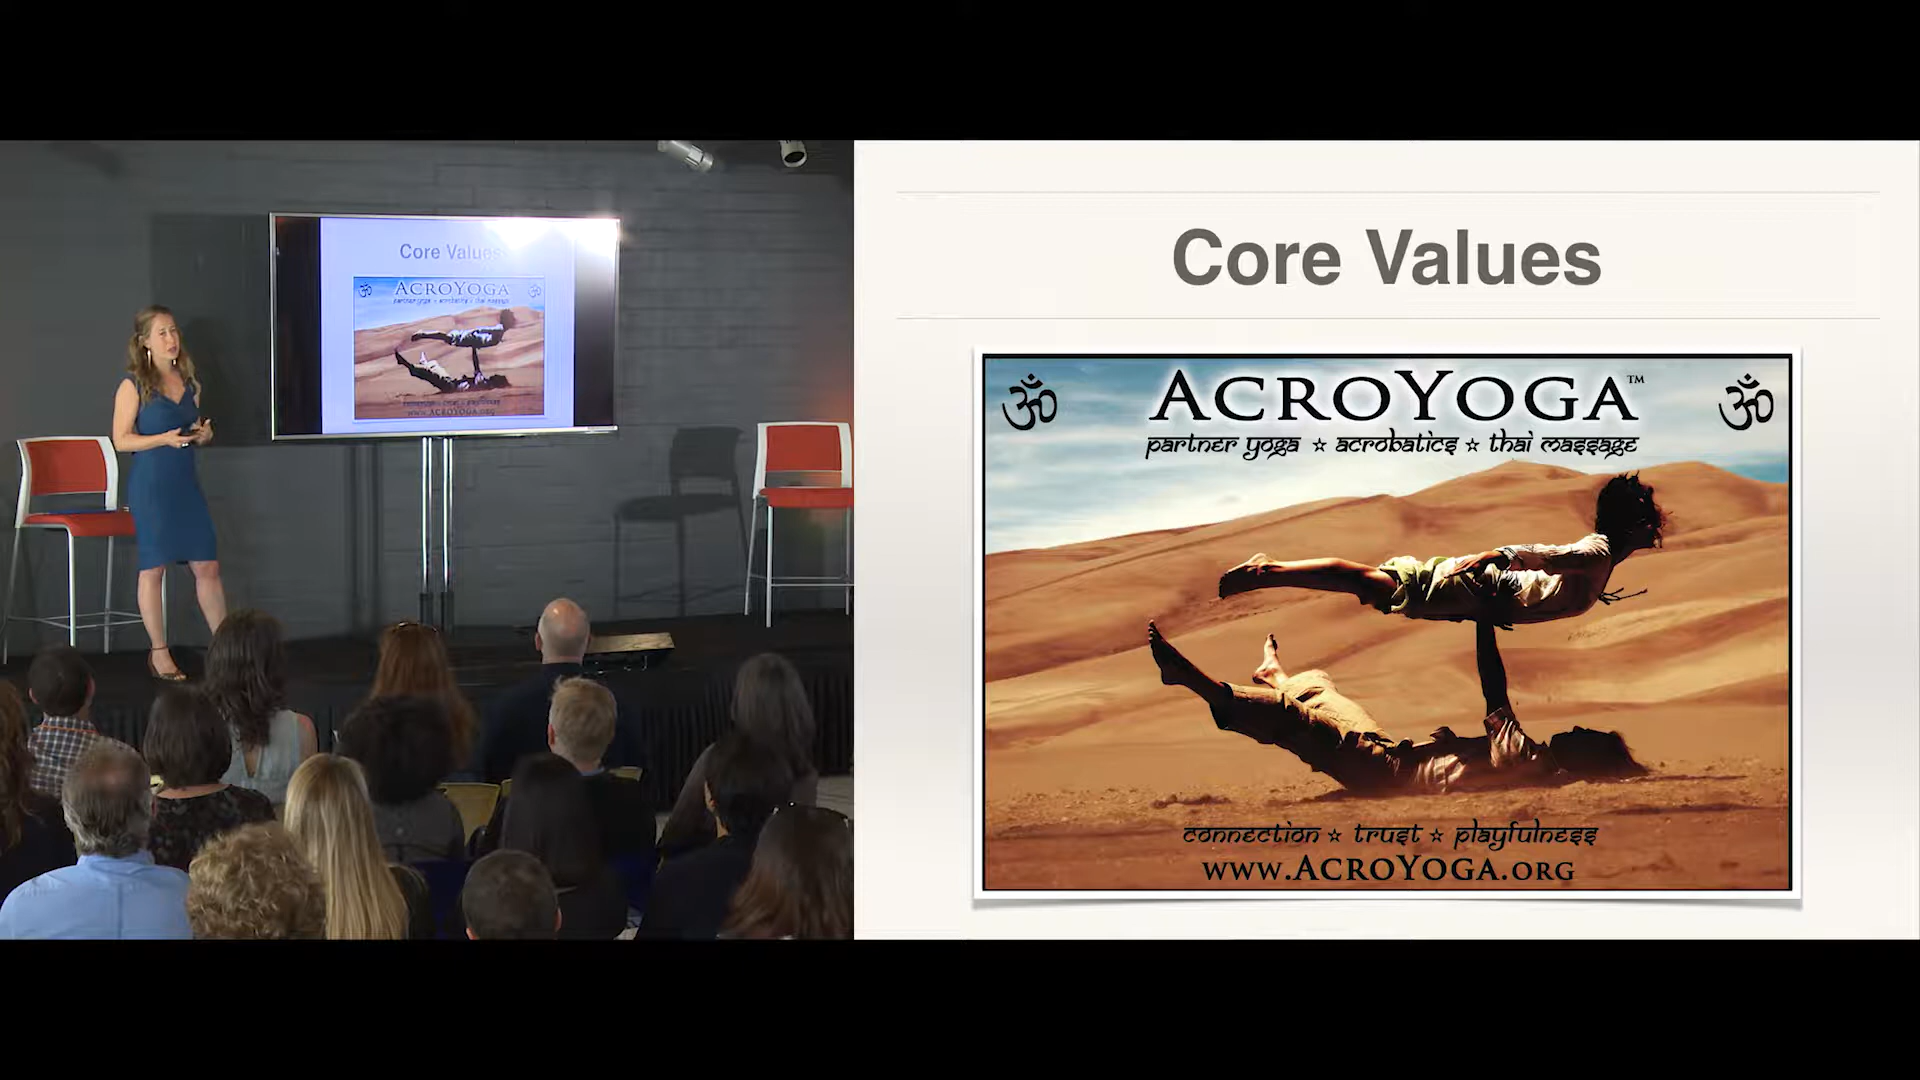 Core Values
ACROYOGA™
partner yoga ☆ acrobatics ☆ thai massage
ॐ
ॐ
connection ☆ trust ☆ playfulness
www.ACROYOGA.org
Core Values
ACROYOGA
partner yoga ☆ acrobatics ☆ thai massage
ॐ
ॐ
www.ACROYOGA.org